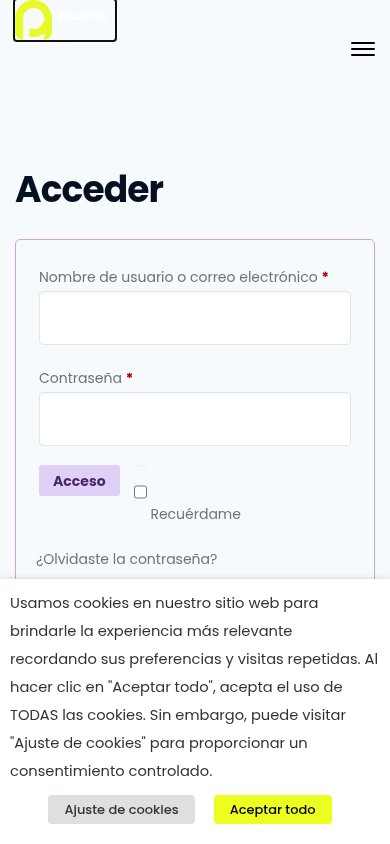 Acceder
Nombre de usuario o correo electrónico *
Contraseña *
Acceso
Recuérdame
¿Olvidaste la contraseña?
Usamos cookies en nuestro sitio web para
brindarle la experiencia más relevante
recordando sus preferencias y visitas repetidas. Al
hacer clic en "Aceptar todo", acepta el uso de
TODAS las cookies. Sin embargo, puede visitar
"Ajuste de cookies" para proporcionar un
consentimiento controlado.
Ajuste de cookies
Aceptar todo